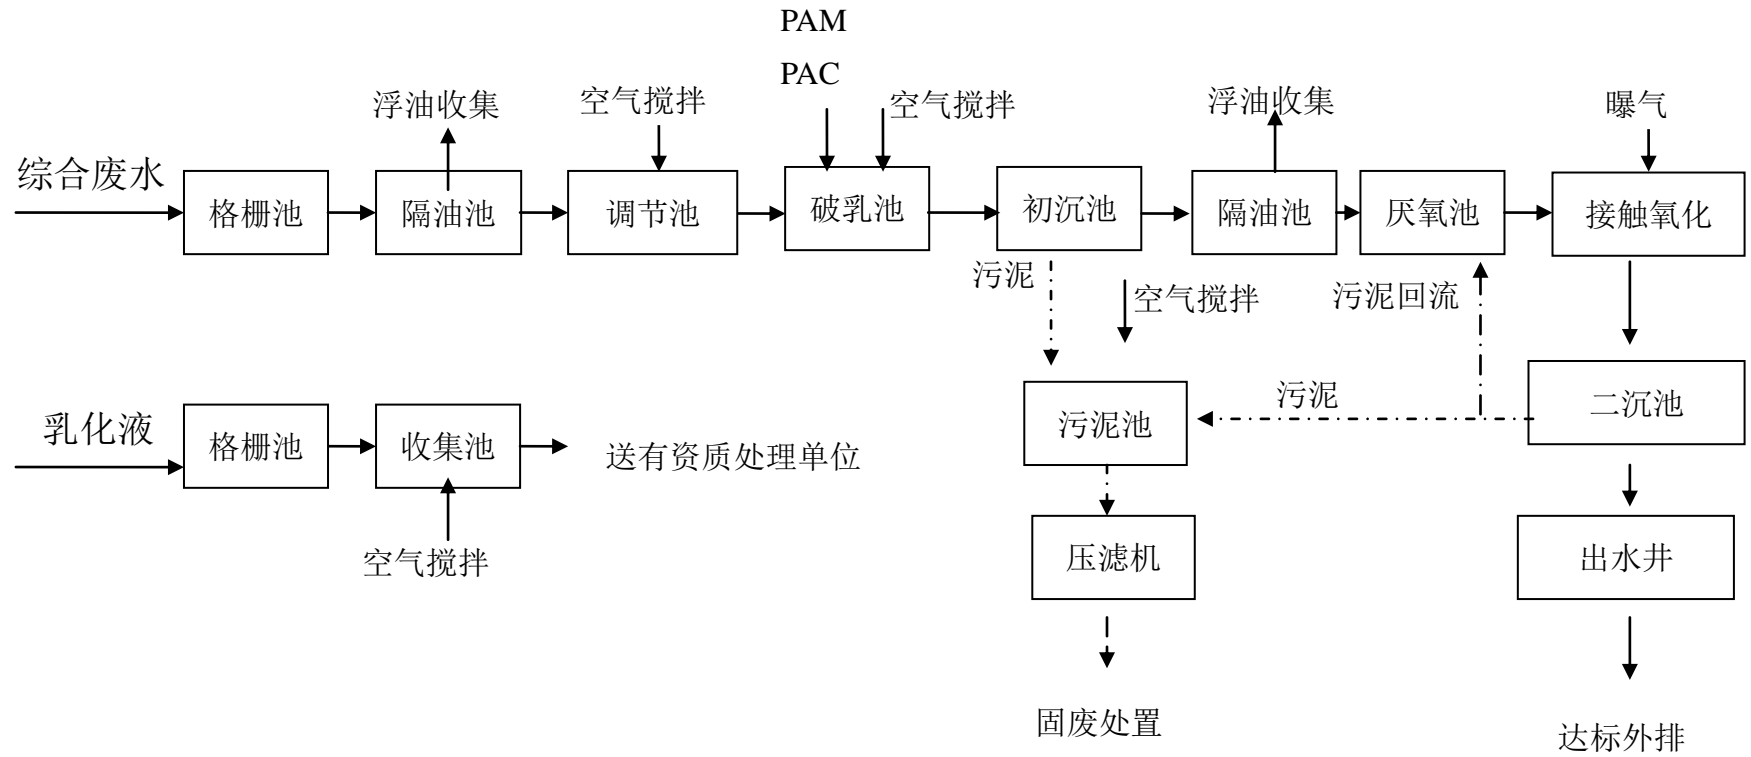 PAM
PAC
浮油收集
空气搅拌
空气搅拌
浮油收集
曝气
综合废水
格栅池
隔油池
调节池
破乳池
初沉池
隔油池
厌氧池
接触氧化
污泥
空气搅拌
污泥回流
乳化液
格栅池
收集池
送有资质处理单位
污泥池
污泥
二沉池
空气搅拌
压滤机
出水井
固废处置
达标外排